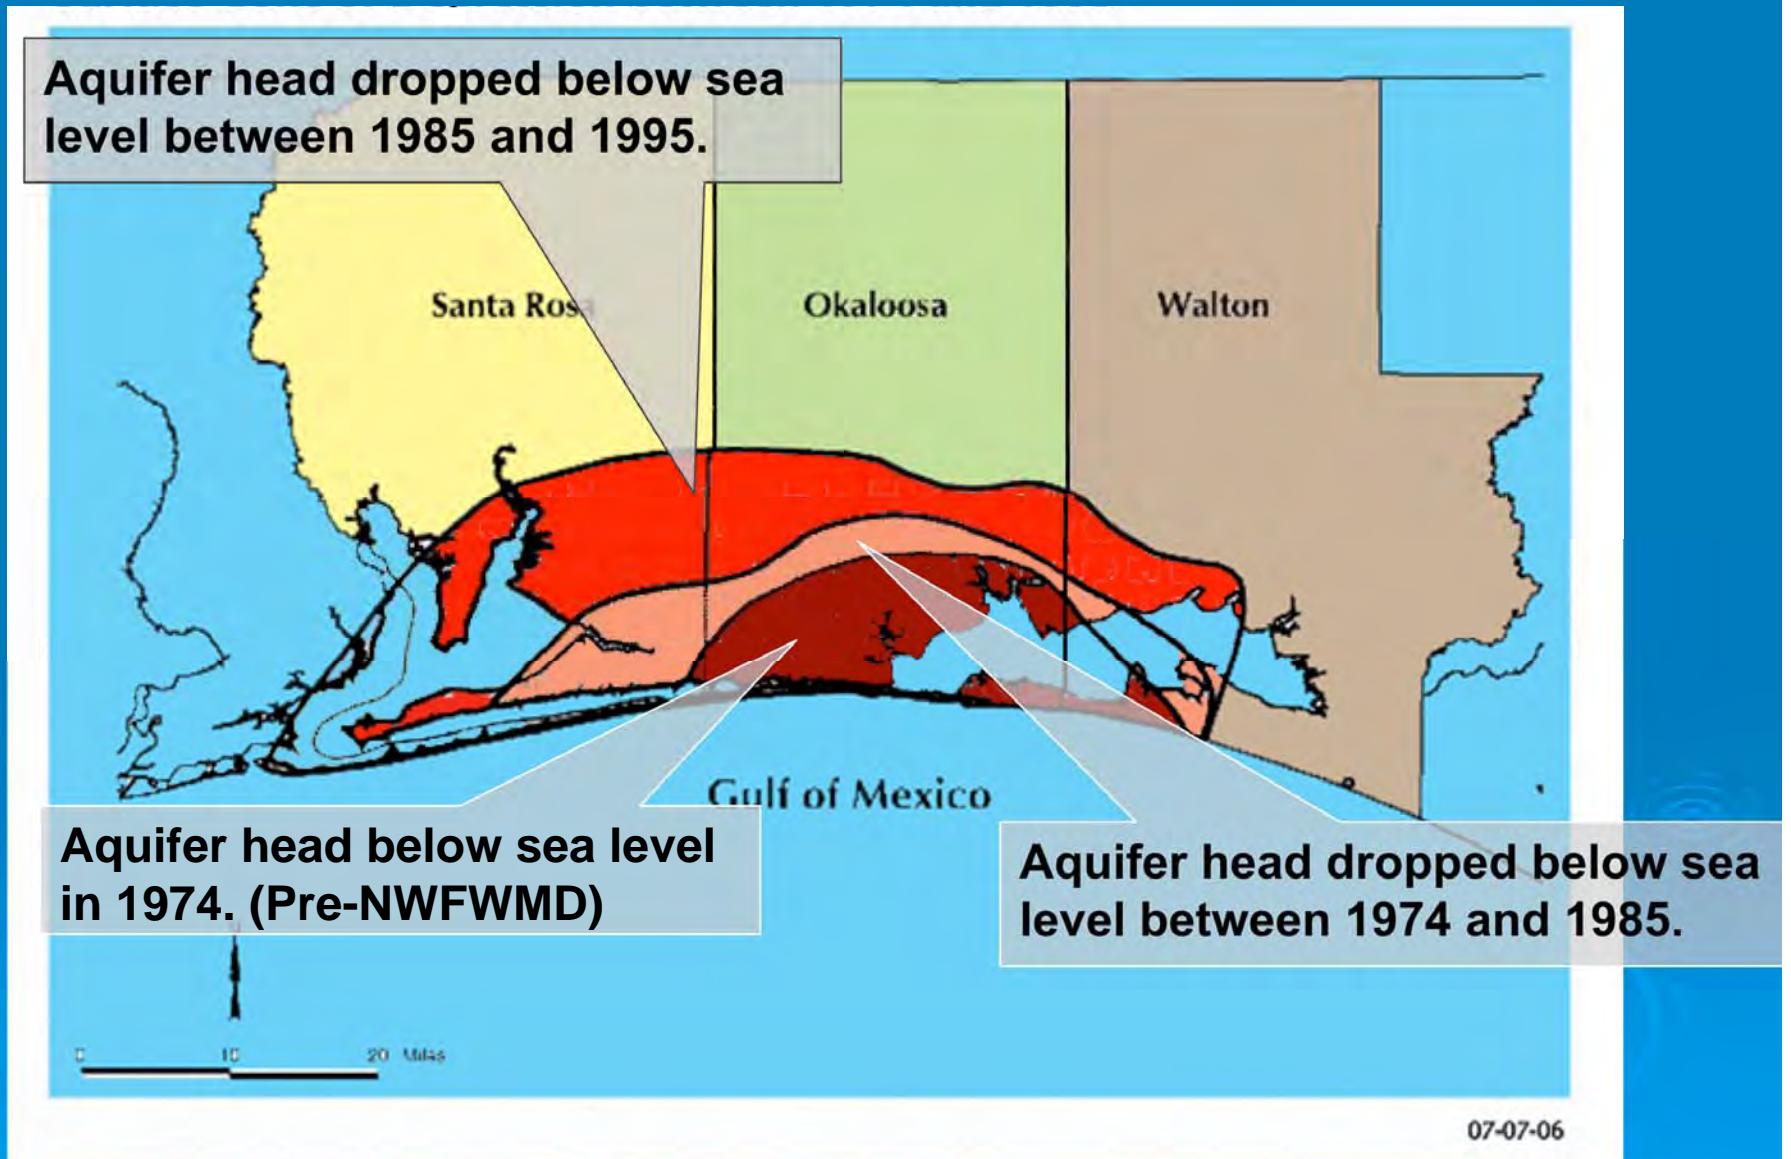 Aquifer head dropped below sea
level between 1985 and 1995.
Santa Rosa
Okaloosa
Walton
Gulf of Mexico
Aquifer head below sea level
in 1974. (Pre-NWFWMD)
Aquifer head dropped below sea
level between 1974 and 1985.
0 10 20 Miles
07-07-06